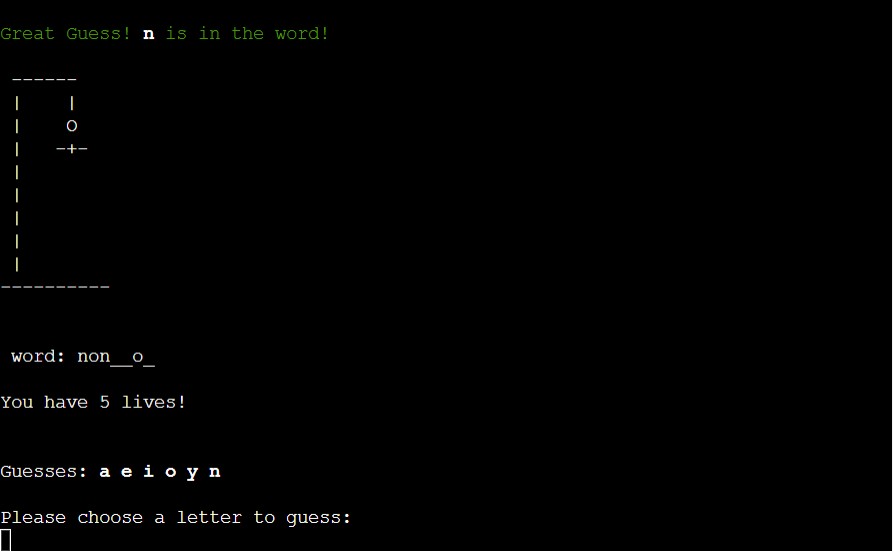 Great Guess! n is in the word!
------
|    |
|    O
|   -+-
|
|
|
|
|
----------
word: non__o_
You have 5 lives!
Guesses: a e i o y n
Please choose a letter to guess: